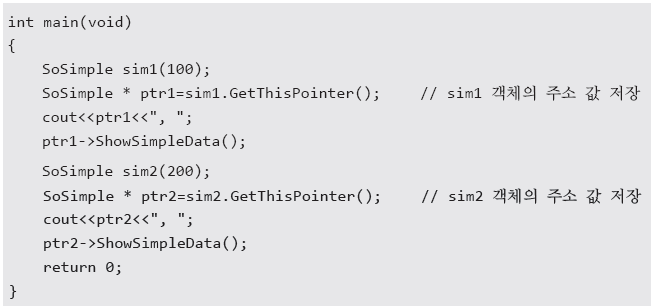 int main(void)
{
    SoSimple sim1(100);
    SoSimple * ptr1=sim1.GetThisPointer();    // sim1 객체의 주소 값 저장
    cout<<ptr1<<", ";
    ptr1->ShowSimpleData();
    SoSimple sim2(200);
    SoSimple * ptr2=sim2.GetThisPointer();    // sim2 객체의 주소 값 저장
    cout<<ptr2<<", ";
    ptr2->ShowSimpleData();
    return 0;
}